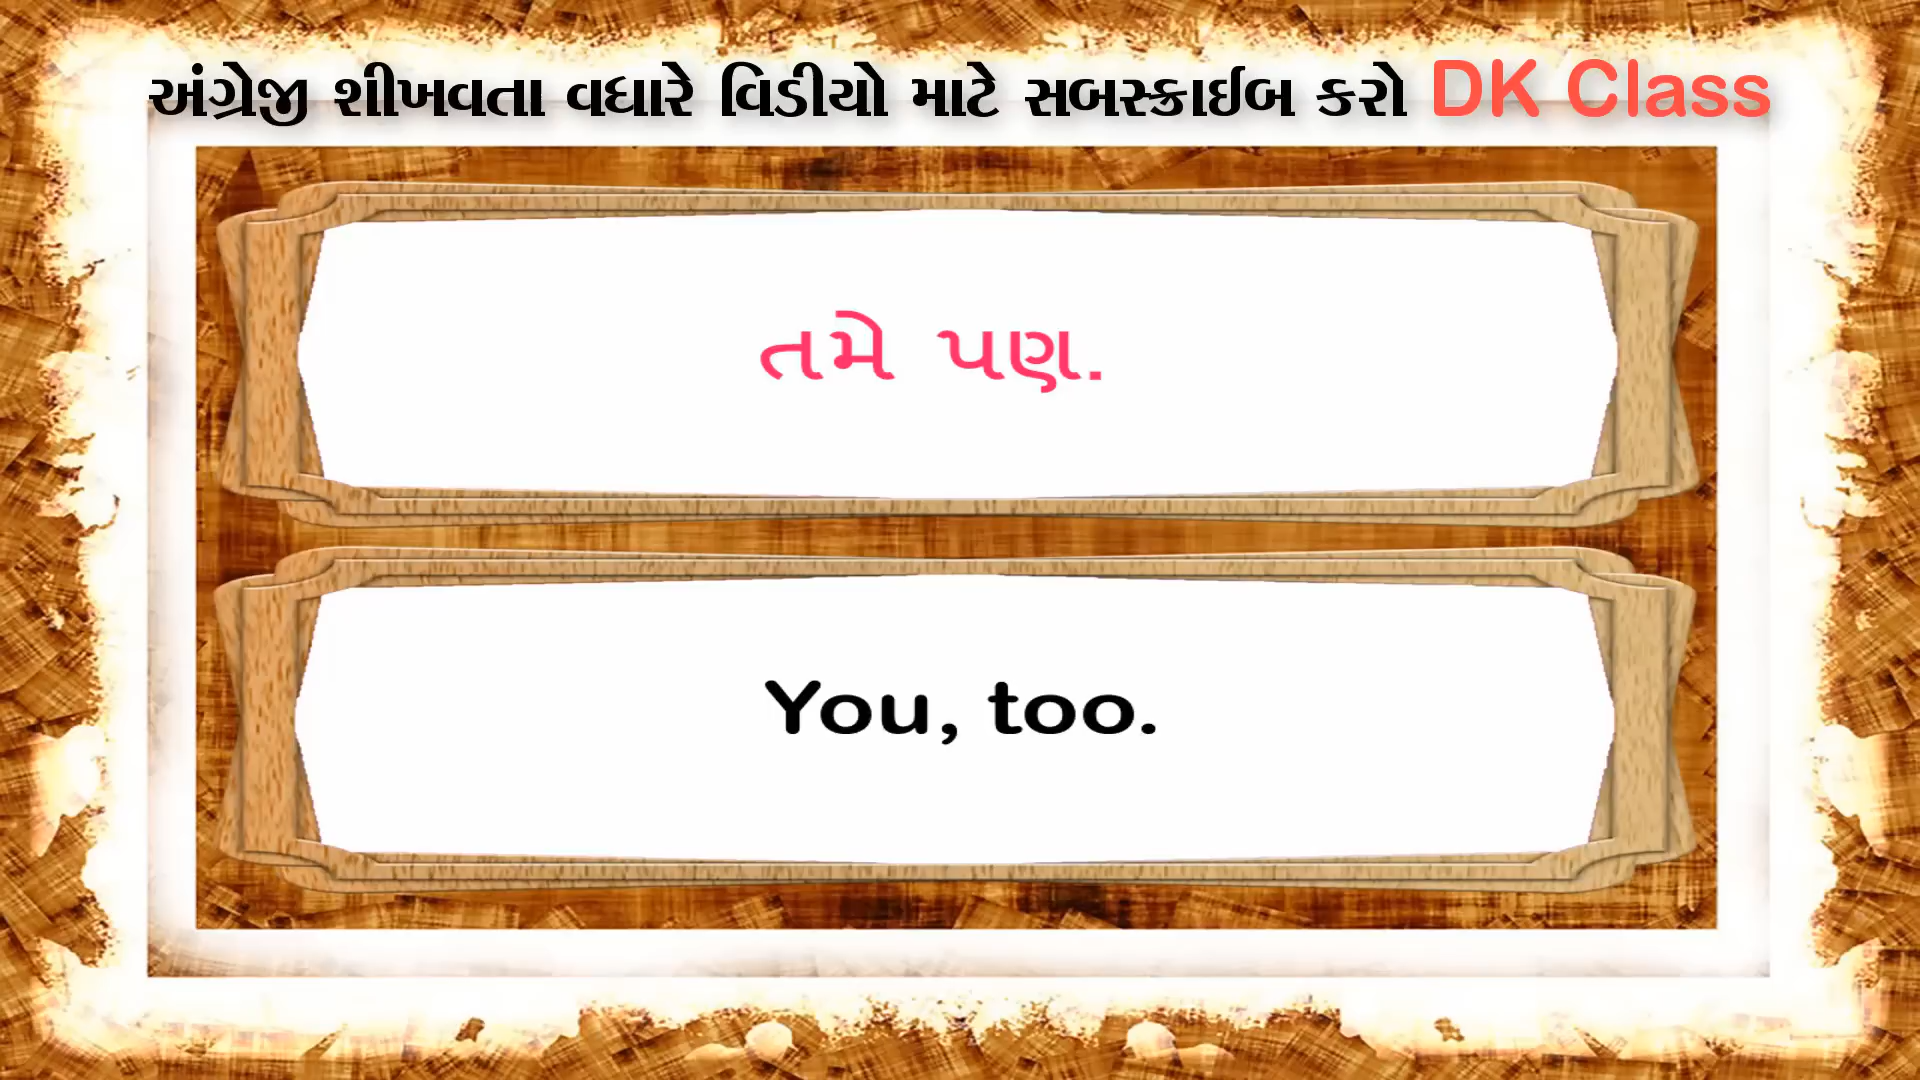 અંગ્રેજી શીખવતા વધારે વિડીયો માટે સબસ્ક્રાઈબ કરો DK Class
તમે પણ.
You, too.